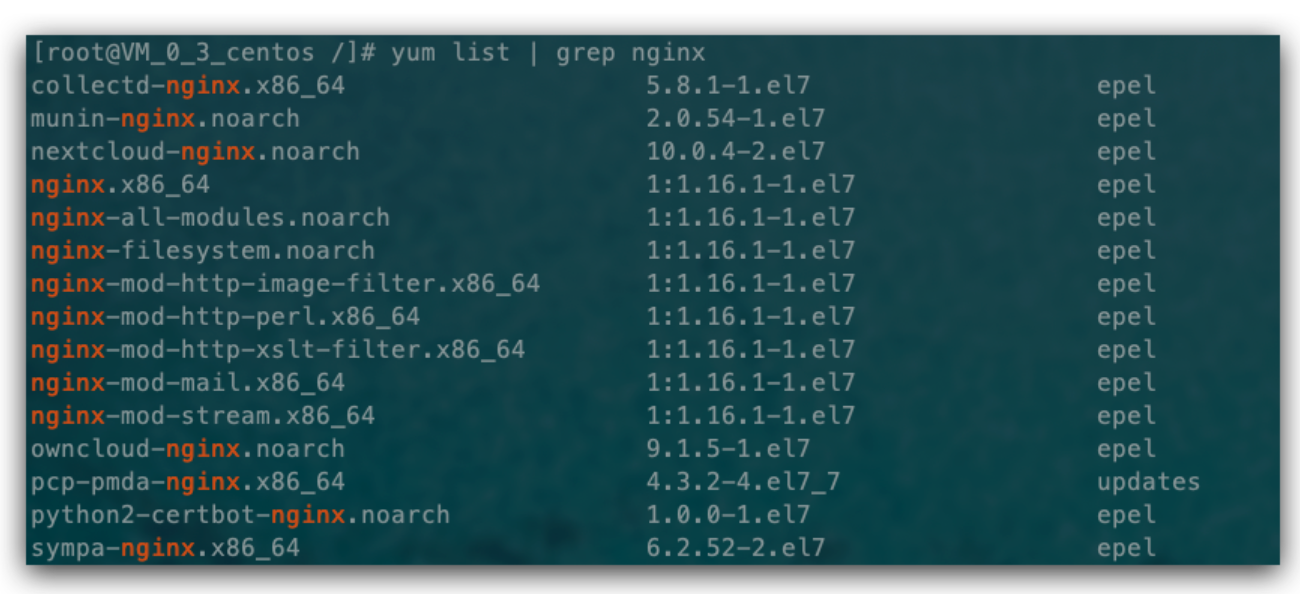 [root@VM_0_3_centos /]# yum list | grep nginx
collectd-nginx.x86_64 5.8.1-1.el7 epel
munin-nginx.noarch 2.0.54-1.el7 epel
nextcloud-nginx.noarch 10.0.4-2.el7 epel
nginx.x86_64 1:1.16.1-1.el7 epel
nginx-all-modules.noarch 1:1.16.1-1.el7 epel
nginx-filesystem.noarch 1:1.16.1-1.el7 epel
nginx-mod-http-image-filter.x86_64 1:1.16.1-1.el7 epel
nginx-mod-http-perl.x86_64 1:1.16.1-1.el7 epel
nginx-mod-http-xslt-filter.x86_64 1:1.16.1-1.el7 epel
nginx-mod-mail.x86_64 1:1.16.1-1.el7 epel
nginx-mod-stream.x86_64 1:1.16.1-1.el7 epel
owncloud-nginx.noarch 9.1.5-1.el7 epel
pcp-pmda-nginx.x86_64 4.3.2-4.el7_7 updates
python2-certbot-nginx.noarch 1.0.0-1.el7 epel
sympa-nginx.x86_64 6.2.52-2.el7 epel